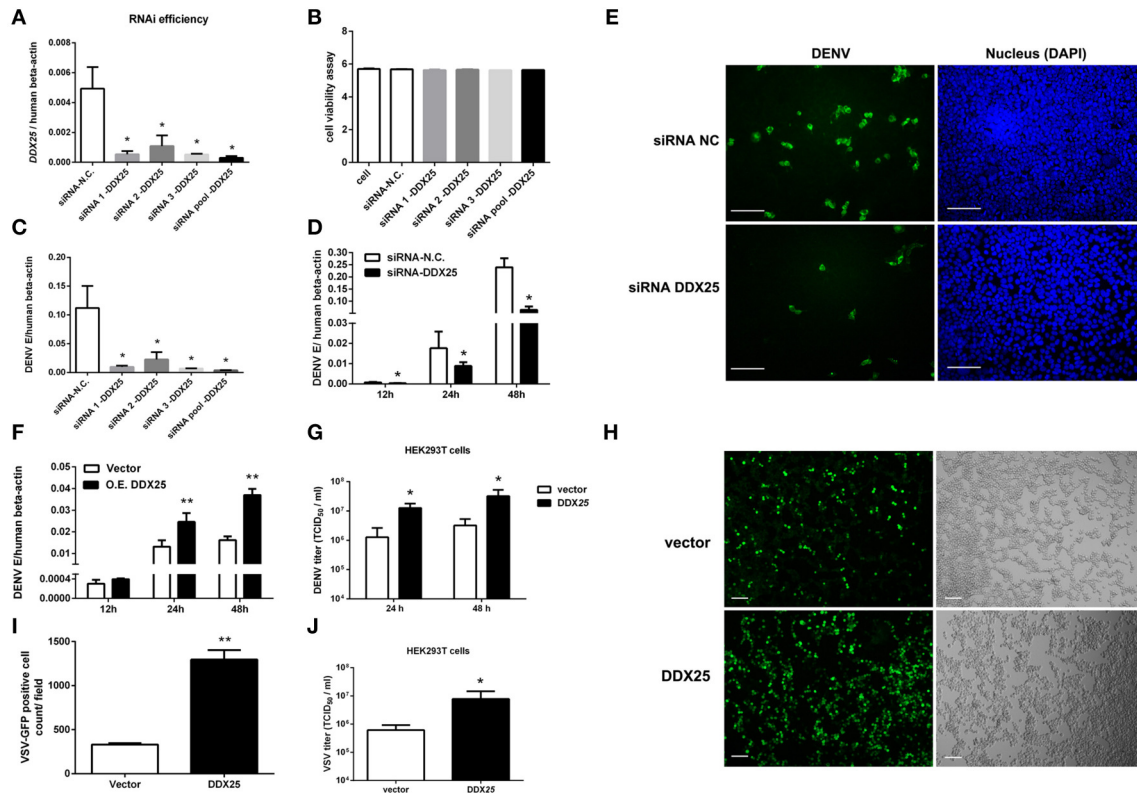 A
RNAi efficiency
DDX25 / human beta-actin
0.008
0.006
0.004
0.002
0.000
*
*
*
*
siRNA-N.C.
siRNA 1 -DDX25
siRNA 2 -DDX25
siRNA 3 -DDX25
siRNA pool -DDX25
B
cell viability assay
8
6
4
2
0
cell
siRNA-N.C.
siRNA 1 -DDX25
siRNA 2 -DDX25
siRNA 3 -DDX25
siRNA pool -DDX25
E
DENV
Nucleus (DAPI)
siRNA NC
siRNA DDX25
C
DENV E/human beta-actin
0.20
0.15
0.10
0.05
0.00
*
*
*
*
siRNA-N.C.
siRNA 1 -DDX25
siRNA 2 -DDX25
siRNA 3 -DDX25
siRNA pool -DDX25
D
siRNA-N.C.
siRNA-DDX25
DENV E/ human beta-actin
0.30
0.25
0.20
0.15
0.10
0.03
0.02
0.01
0.00
*
*
*
12h
24h
48h
F
Vector
O.E. DDX25
DENV E/human beta-actin
0.05
0.04
0.03
0.02
0.01
0.0004
0.0000
**
**
12h
24h
48h
G
HEK293T cells
DENV titer (TCID50 / ml)
10^8
10^7
10^6
10^5
10^4
*
*
24 h
48 h
vector
DDX25
H
vector
DDX25
I
VSV-GFP positive cell
count/ field
1500
1000
500
0
**
Vector
DDX25
J
HEK293T cells
VSV titer (TCID50 / ml)
10^8
10^7
10^6
10^5
10^4
*
vector
DDX25